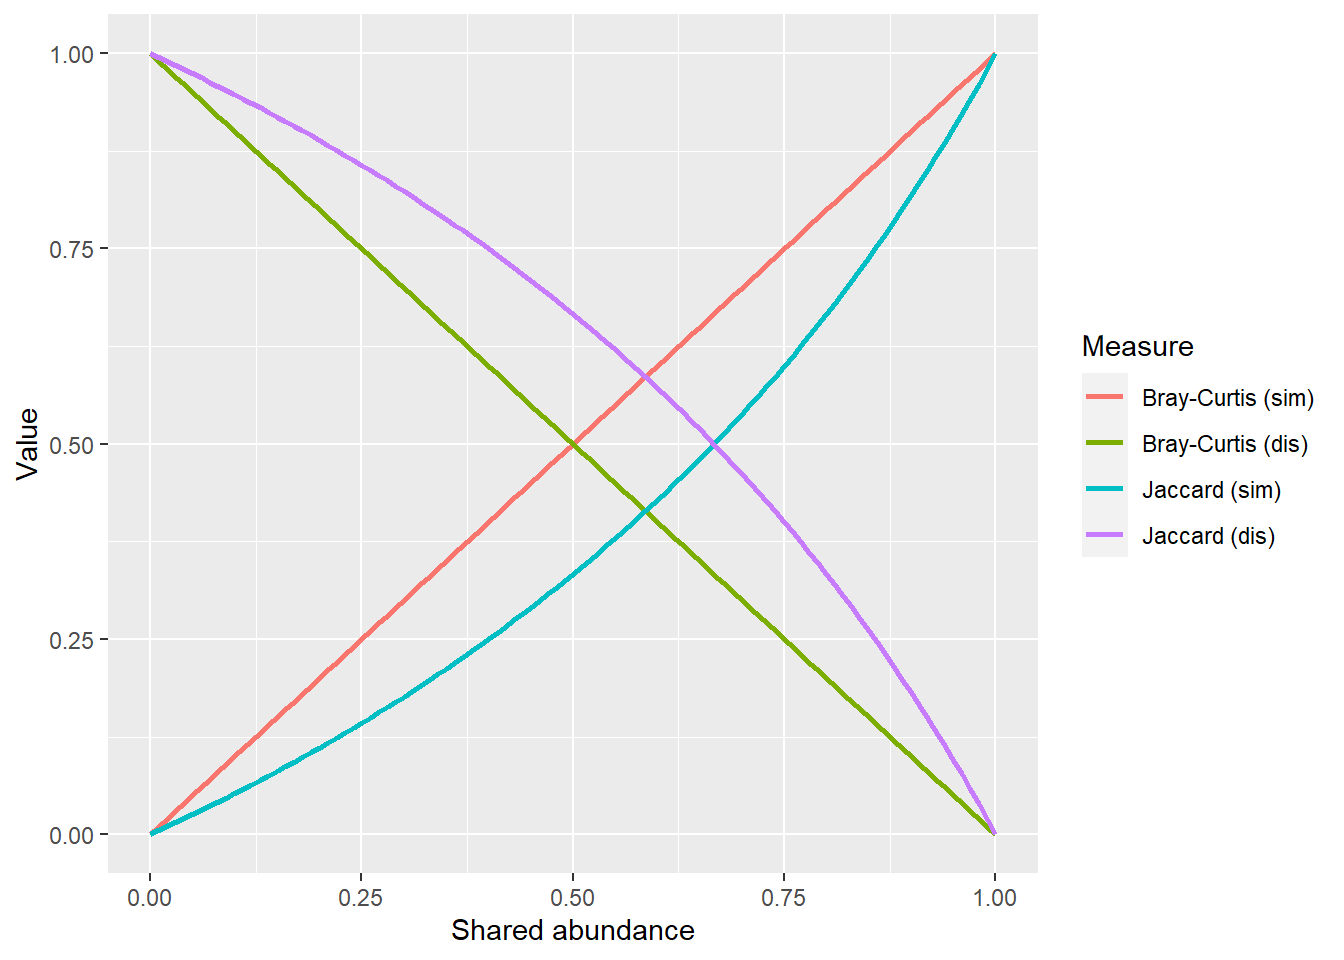 1.00
0.75
0.50
0.25
0.00
Value
0.00 0.25 0.50 0.75 1.00
Shared abundance
Measure
Bray-Curtis (sim)
Bray-Curtis (dis)
Jaccard (sim)
Jaccard (dis)